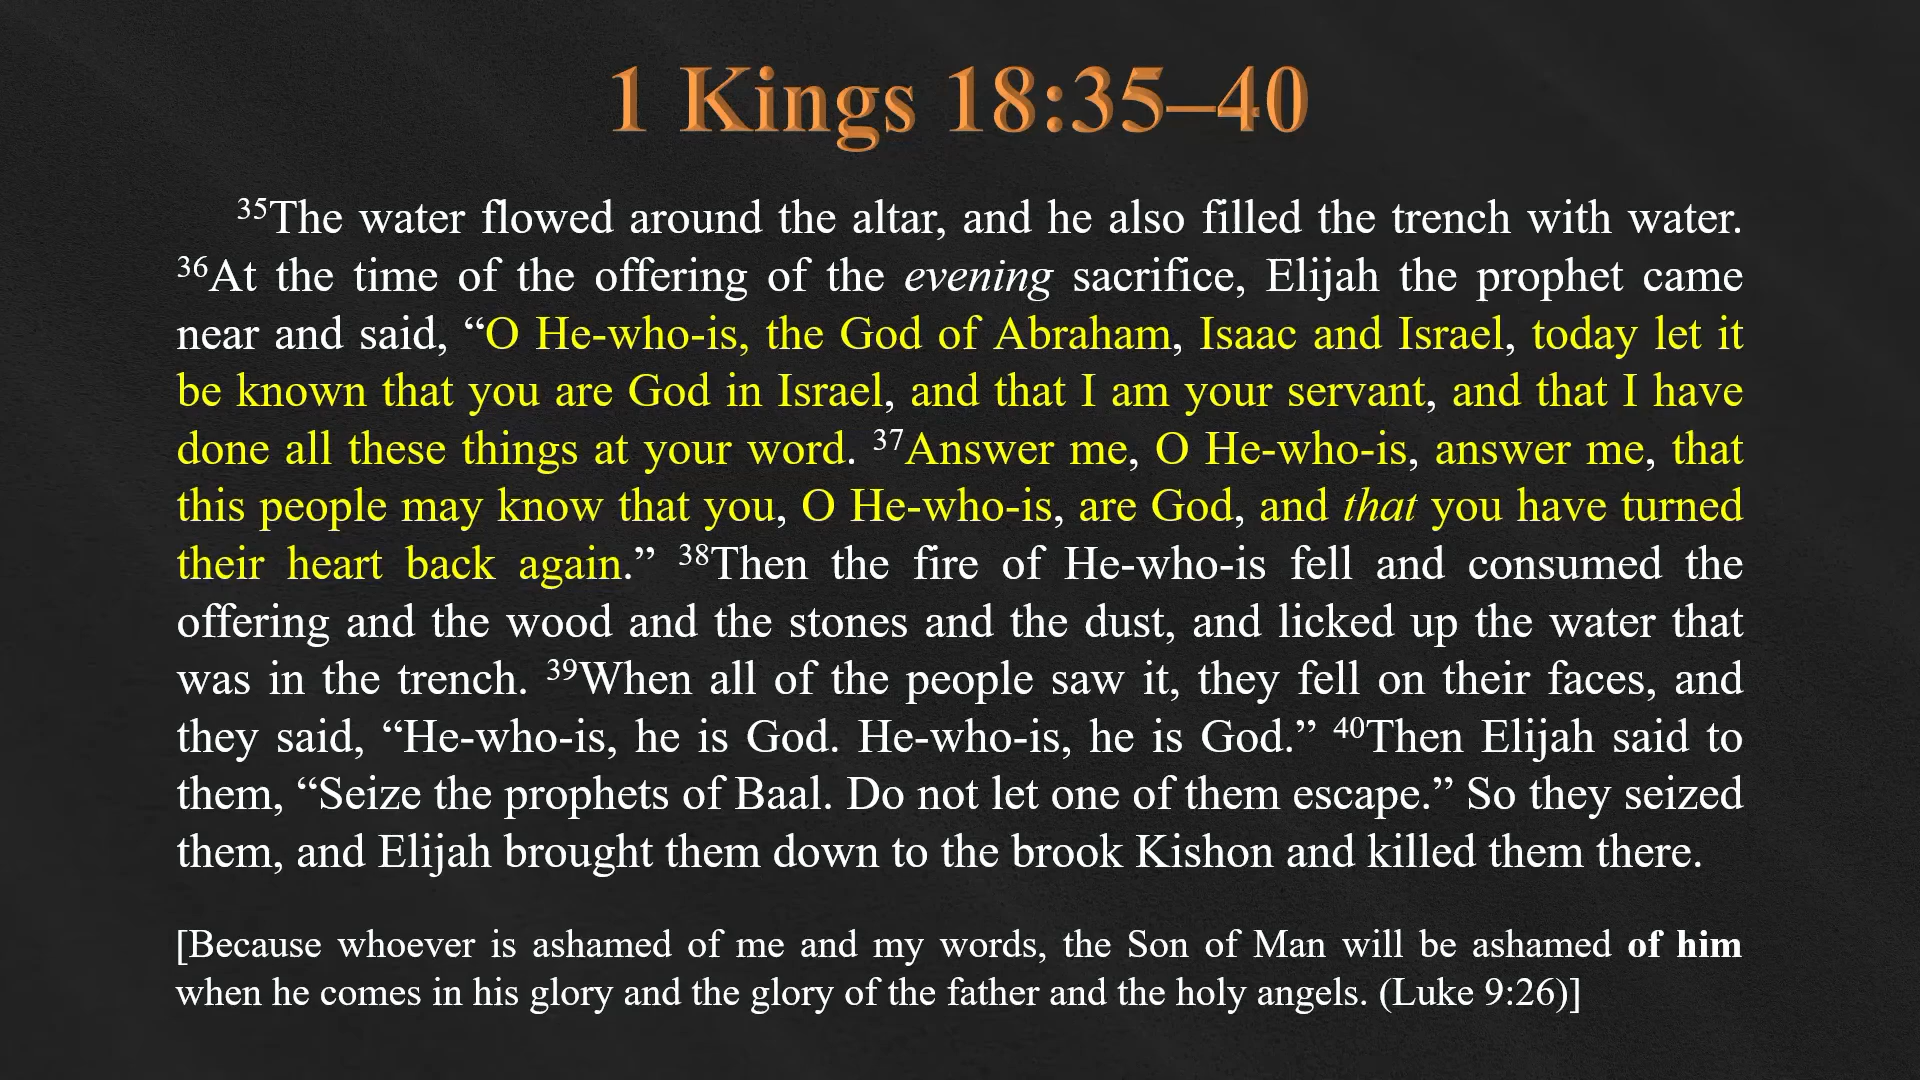 1 Kings 18:35–40
35The water flowed around the altar, and he also filled the trench with water.
36At the time of the offering of the evening sacrifice, Elijah the prophet came
near and said, “O He-who-is, the God of Abraham, Isaac and Israel, today let it
be known that you are God in Israel, and that I am your servant, and that I have
done all these things at your word. 37Answer me, O He-who-is, answer me, that
this people may know that you, O He-who-is, are God, and that you have turned
their heart back again.” 38Then the fire of He-who-is fell and consumed the
offering and the wood and the stones and the dust, and licked up the water that
was in the trench. 39When all of the people saw it, they fell on their faces, and
they said, “He-who-is, he is God. He-who-is, he is God.” 40Then Elijah said to
them, “Seize the prophets of Baal. Do not let one of them escape.” So they seized
them, and Elijah brought them down to the brook Kishon and killed them there.
[Because whoever is ashamed of me and my words, the Son of Man will be ashamed of him
when he comes in his glory and the glory of the father and the holy angels. (Luke 9:26)]